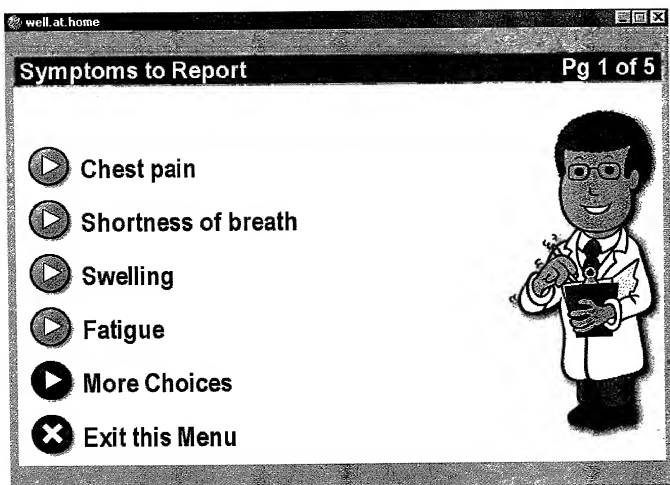 well.at.home
Symptoms to Report Pg 1 of 5
Chest pain
Shortness of breath
Swelling
Fatigue
More Choices
Exit this Menu